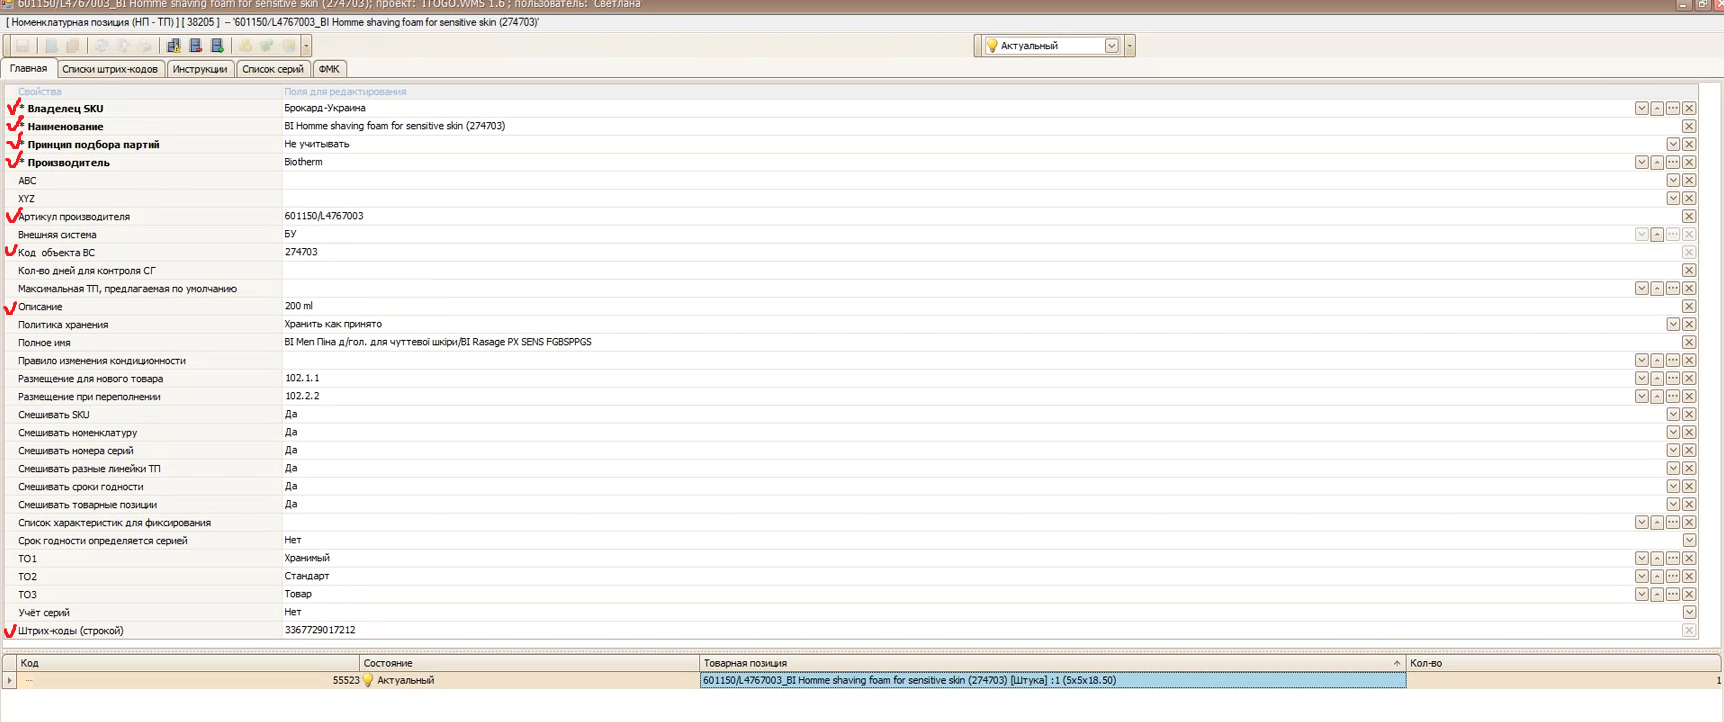 601150/L4767003_BI Homme shaving foam for sensitive skin (274703); проект: 'ITOGO.WMS 1.6'; пользователь: 'Светлана'
[ Номенклатурная позиция (НП - ТП) ] [ 38205 ] -- '601150/L4767003_BI Homme shaving foam for sensitive skin (274703)'
Актуальный
Главная Списки штрих-кодов Инструкции Список серий ФМК
Свойства Поля для редактирования
* Владелец SKU Брокард-Украина
* Наименование BI Homme shaving foam for sensitive skin (274703)
* Принцип подбора партий Не учитывать
* Производитель Biotherm
ABC
XYZ
Артикул производителя 601150/L4767003
Внешняя система БУ
Код объекта ВС 274703
Кол-во дней для контроля СГ
Максимальная ТП, предлагаемая по умолчанию
Описание 200 ml
Политика хранения Хранить как принято
Полное имя BI Men Піна д/гол. для чуттевої шкіри/BI Rasage PX SENS FGBSPPGS
Правило изменения кондиционности
Размещение для нового товара 102.1.1
Размещение при переполнении 102.2.2
Смешивать SKU Да
Смешивать номенклатуру Да
Смешивать номера серий Да
Смешивать разные линейки ТП Да
Смешивать сроки годности Да
Смешивать товарные позиции Да
Список характеристик для фиксирования
Срок годности определяется серией Нет
ТО1 Хранимый
ТО2 Стандарт
ТО3 Товар
Учёт серий Нет
Штрих-коды (строкой) 3367729017212
Код Состояние Товарная позиция Кол-во
55523 Актуальный 601150/L4767003_BI Homme shaving foam for sensitive skin (274703) [Штука] :1 (5x5x18.50) 1